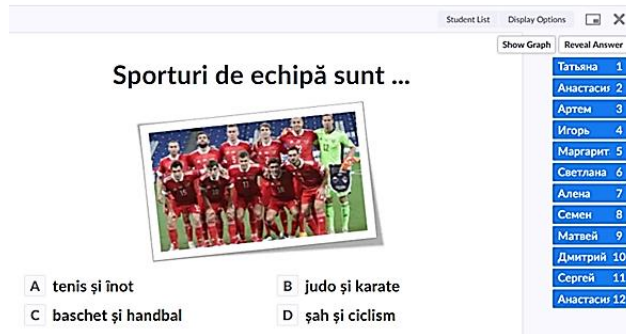 Student List Display Options
Show Graph Reveal Answer
Sporturi de echipă sunt ...
A tenis și înot
B judo și karate
C baschet și handbal
D șah și ciclism
Татьяна 1
Анастасия 2
Артем 3
Игорь 4
Маргарит 5
Светлана 6
Алена 7
Семен 8
Матвей 9
Дмитрий 10
Сергей 11
Анастасия 12